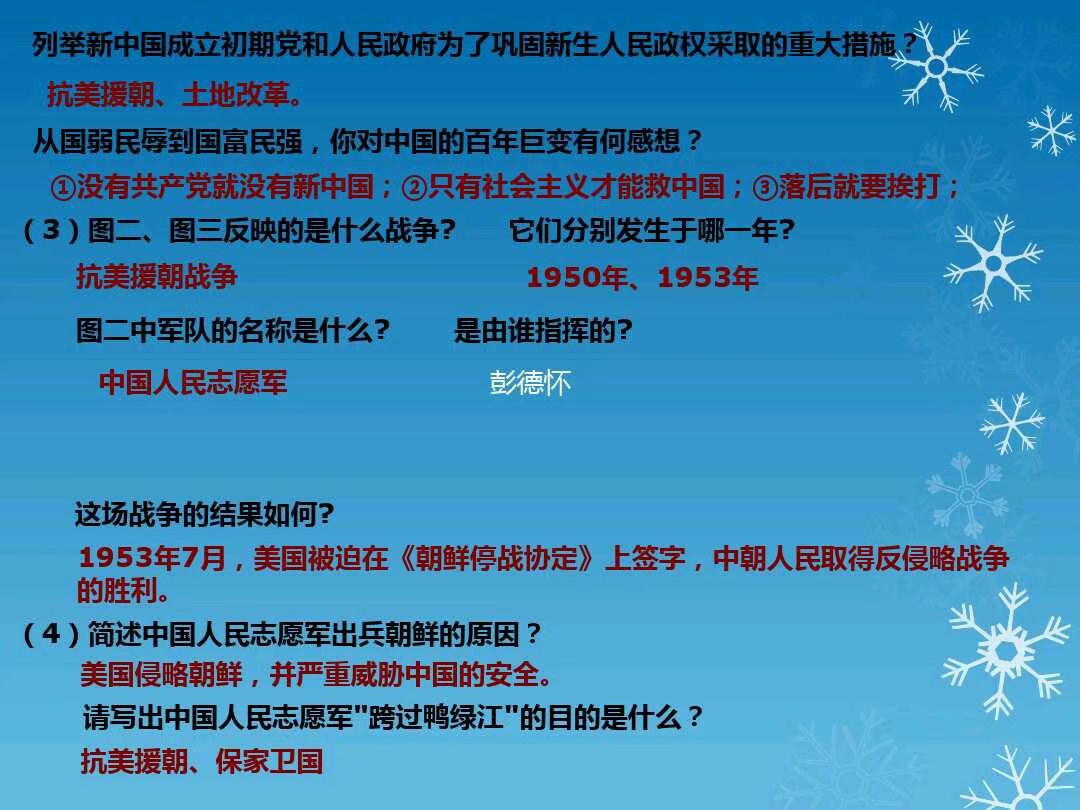 列举新中国成立初期党和人民政府为了巩固新生人民政权采取的重大措施？
抗美援朝、土地改革。
从国弱民辱到国富民强，你对中国的百年巨变有何感想？
①没有共产党就没有新中国；②只有社会主义才能救中国；③落后就要挨打；
（3）图二、图三反映的是什么战争? 它们分别发生于哪一年?
抗美援朝战争 1950年、1953年
图二中军队的名称是什么? 是由谁指挥的?
中国人民志愿军 彭德怀
这场战争的结果如何?
1953年7月，美国被迫在《朝鲜停战协定》上签字，中朝人民取得反侵略战争
的胜利。
（4）简述中国人民志愿军出兵朝鲜的原因？
美国侵略朝鲜，并严重威胁中国的安全。
请写出中国人民志愿军"跨过鸭绿江"的目的是什么？
抗美援朝、保家卫国